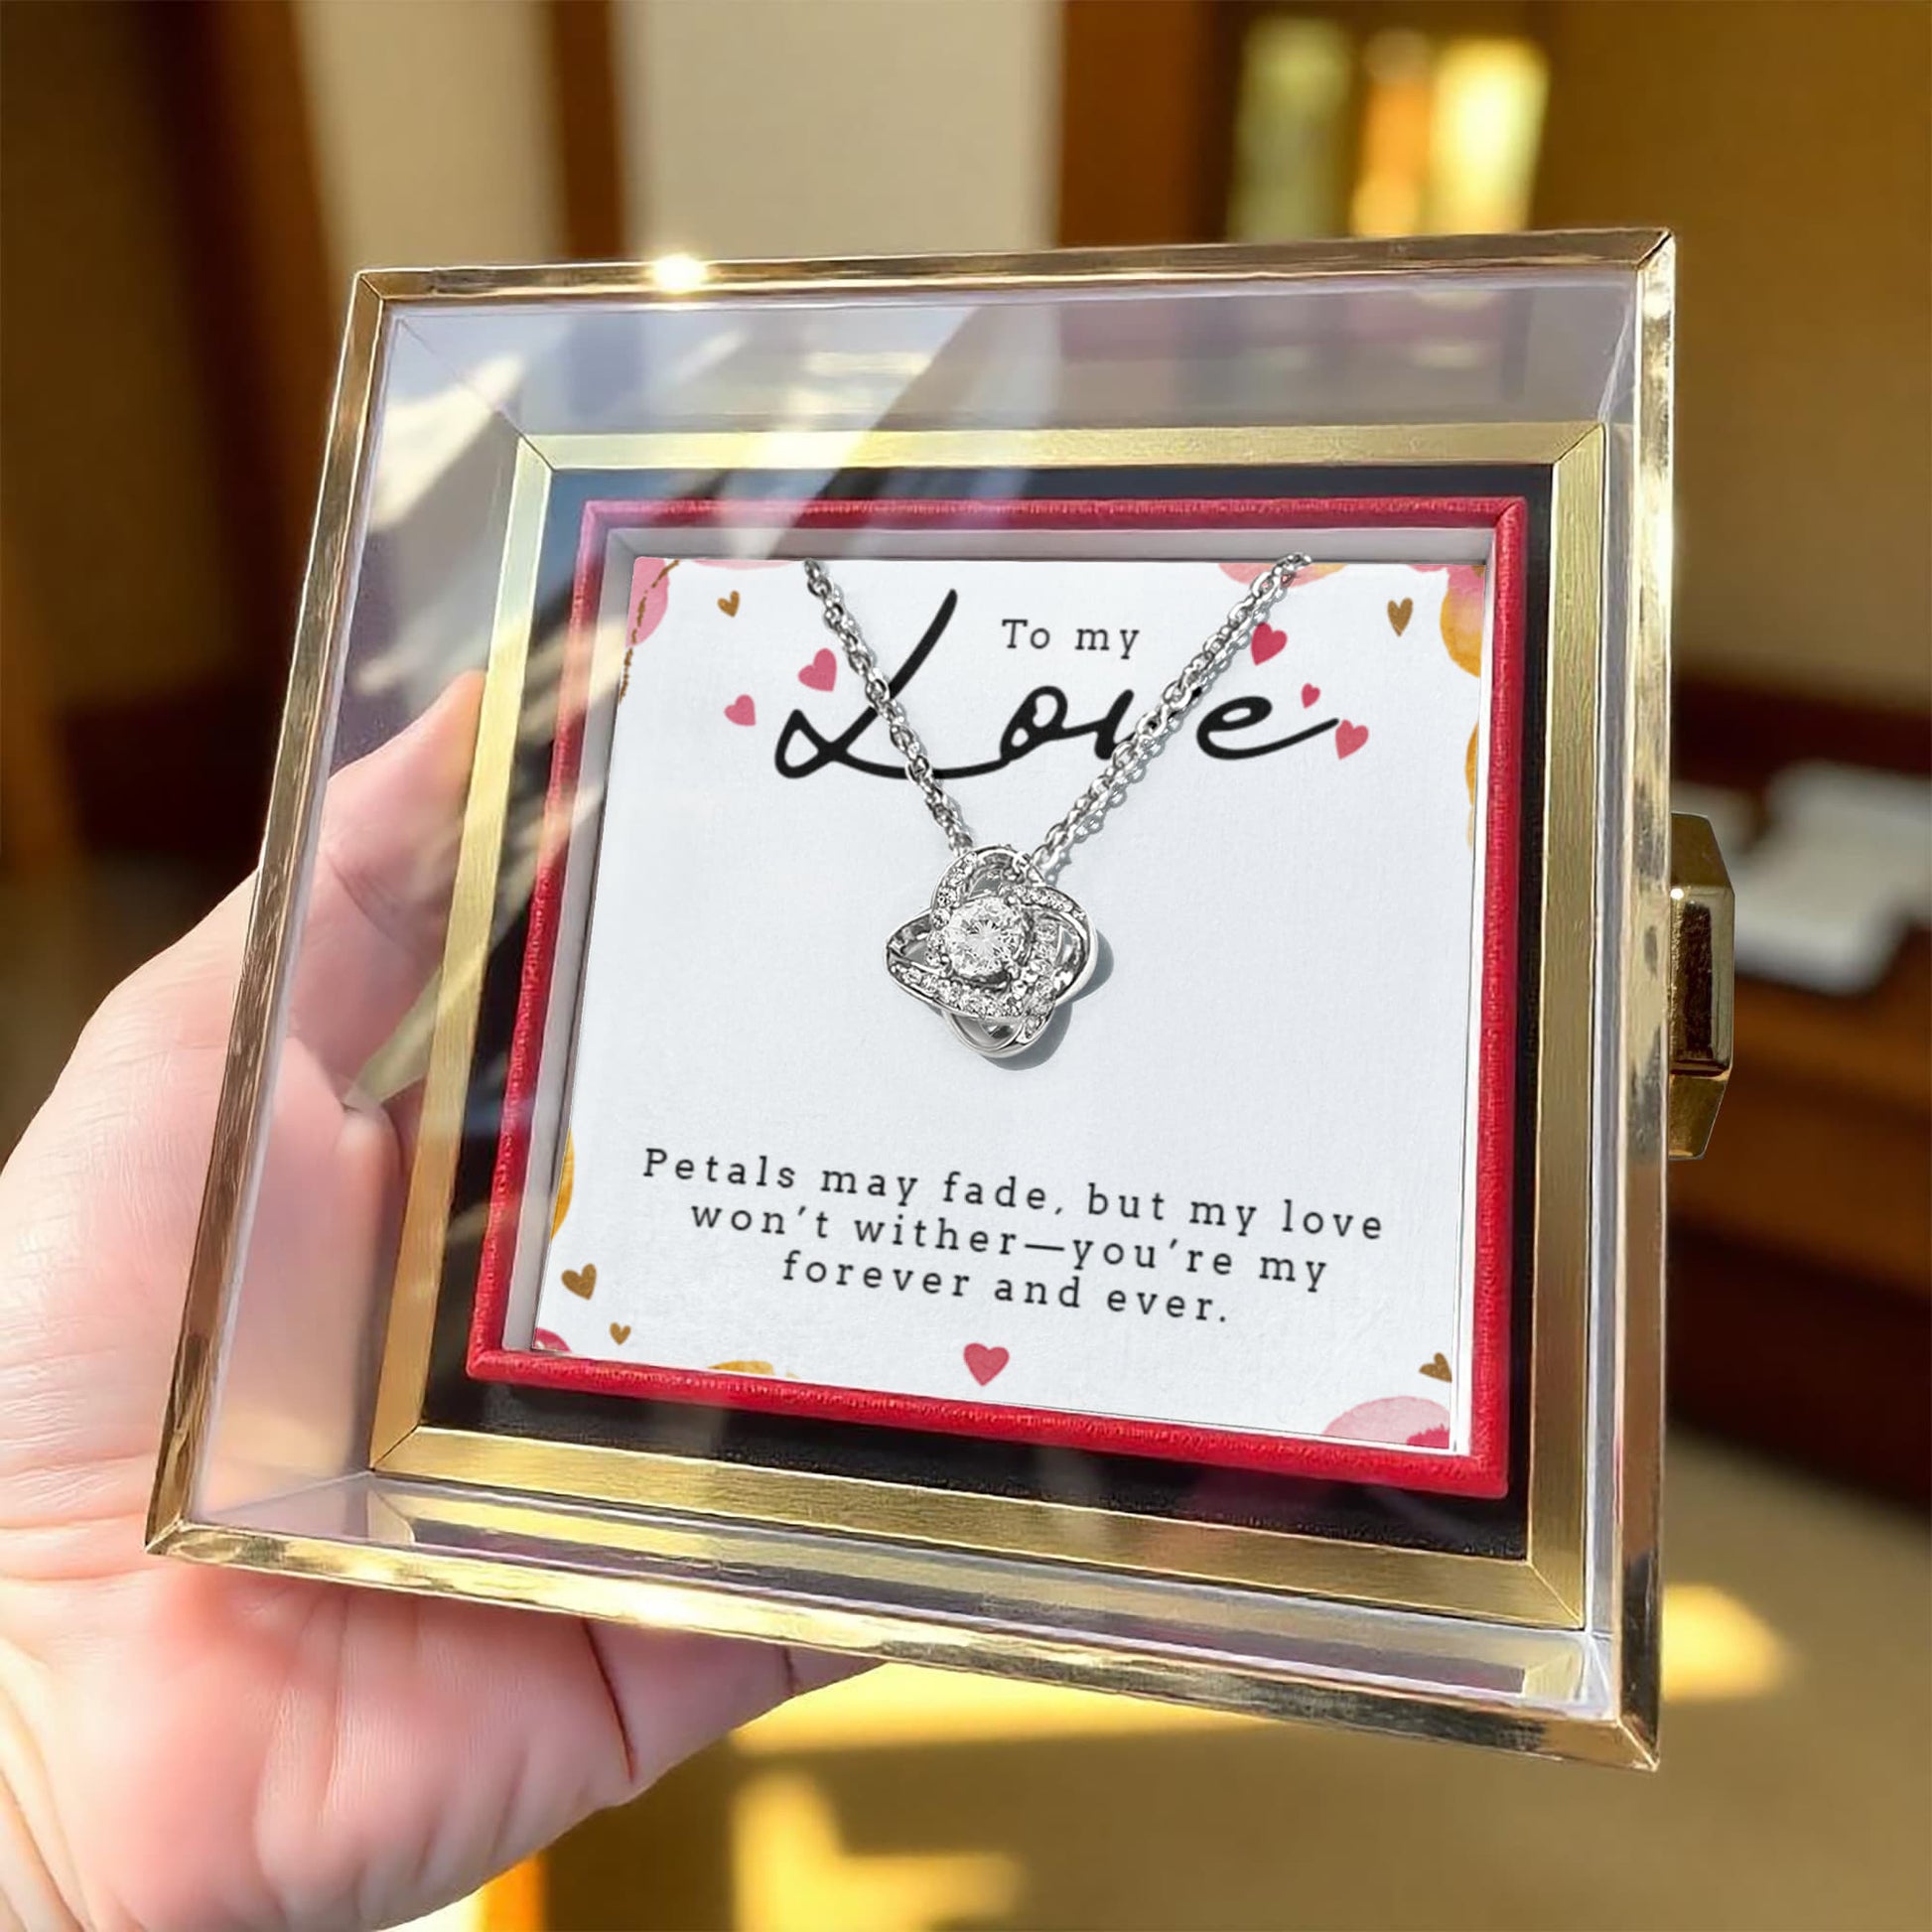 To my
Love
Petals may fade, but my love
won't wither—you're my
forever and ever.